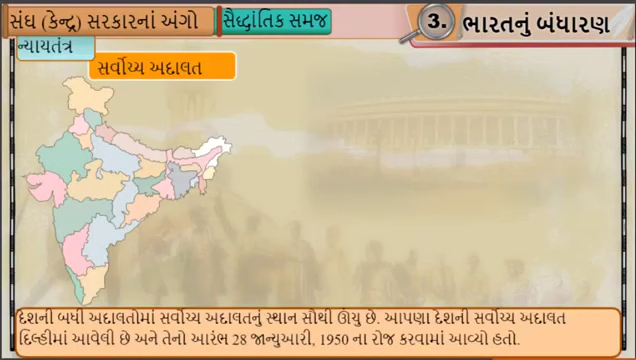 સંઘ (કેન્દ્ર) સરકારનાં અંગો
સૈદ્ધાંતિક સમજ
3. ભારતનું બંધારણ
ન્યાયતંત્ર
સર્વોચ્ચ અદાલત
દેશની બધી અદાલતોમાં સર્વોચ્ચ અદાલતનું સ્થાન સૌથી ઊંચુ છે. આપણા દેશની સર્વોચ્ચ અદાલત
દિલ્હીમાં આવેલી છે અને તેનો આરંભ 28 જાન્યુઆરી, 1950 ના રોજ કરવામાં આવ્યો હતો.